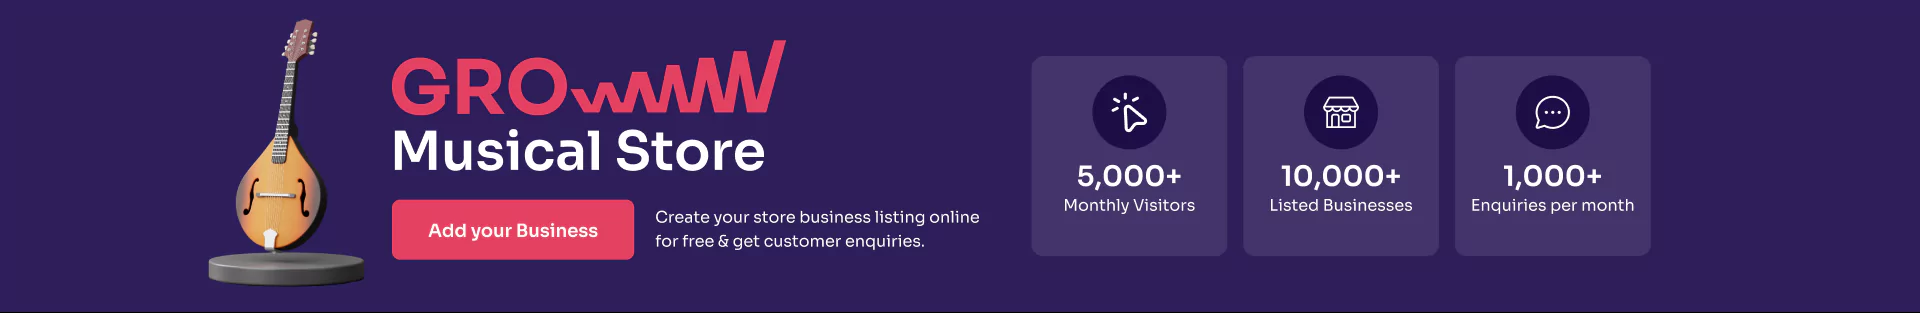 GROwwww
Musical Store
Add your Business
Create your store business listing online
for free & get customer enquiries.
5,000+
Monthly Visitors
10,000+
Listed Businesses
1,000+
Enquiries per month